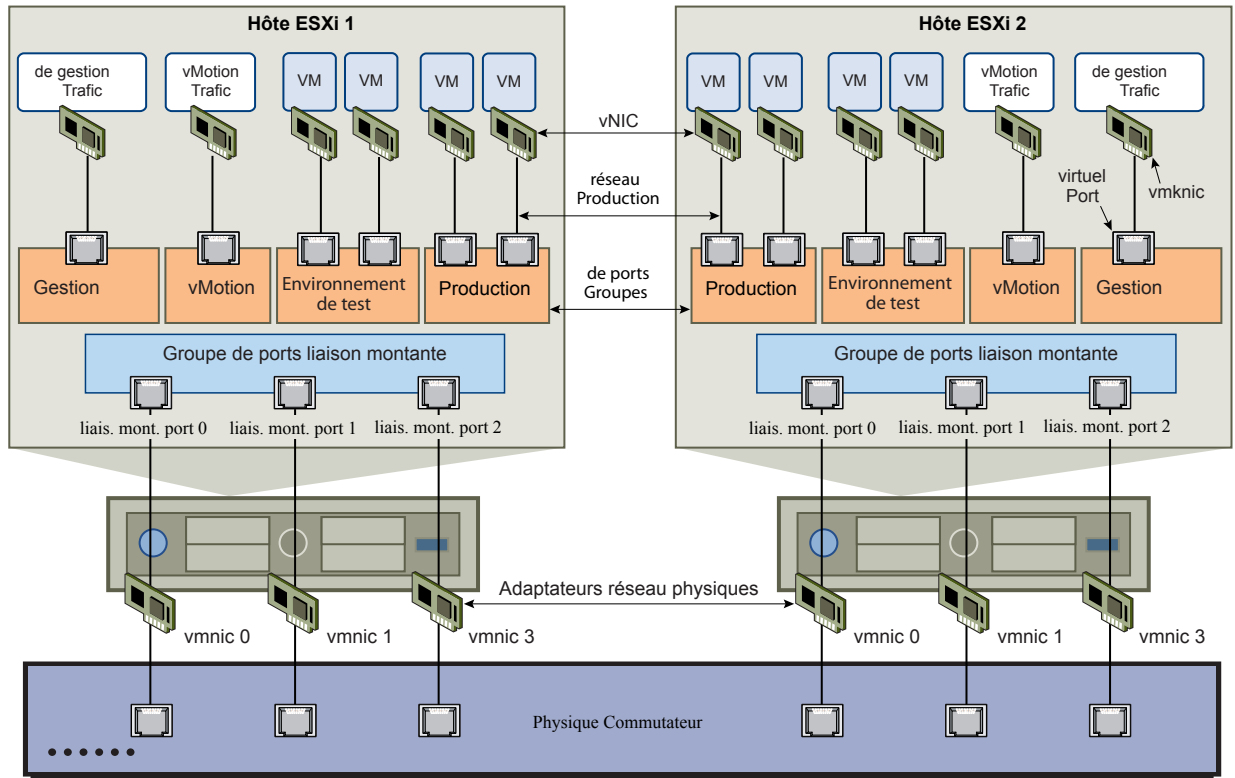 Hôte ESXi 1
Hôte ESXi 2
de gestion
Trafic
vMotion
Trafic
VM
VM
VM
VM
VM
VM
VM
VM
vMotion
Trafic
de gestion
Trafic
vNIC
réseau
Production
virtuel
Port
vmknic
Gestion
vMotion
Environnement
de test
Production
de ports
Groupes
Production
Environnement
de test
vMotion
Gestion
Groupe de ports liaison montante
Groupe de ports liaison montante
liais. mont. port 0
liais. mont. port 1
liais. mont. port 2
liais. mont. port 0
liais. mont. port 1
liais. mont. port 2
Adaptateurs réseau physiques
vmnic 0
vmnic 1
vmnic 3
vmnic 0
vmnic 1
vmnic 3
Physique Commutateur